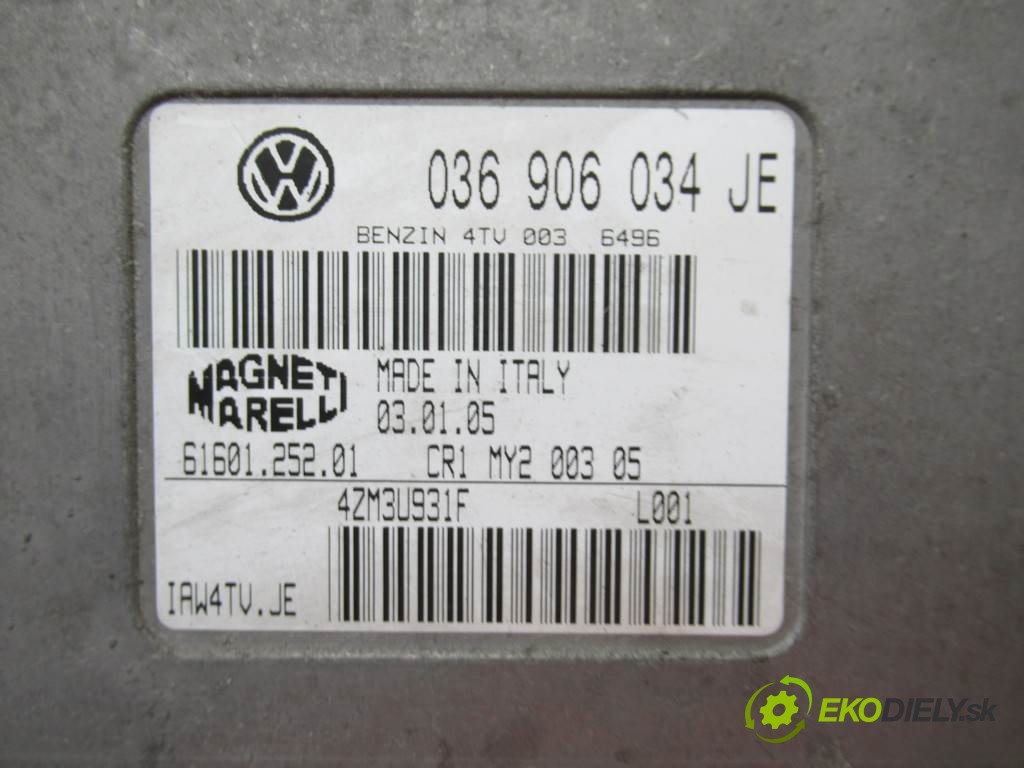 036 906 034 JE
BENZIN 4TV 003 6496
MAGNETI
MARELLI
MADE IN ITALY
03.01.05
61601.252.01 CR1 MY2 003 05
4ZM3U931F L001
IAW4TV.JE
EKODIELY.sk